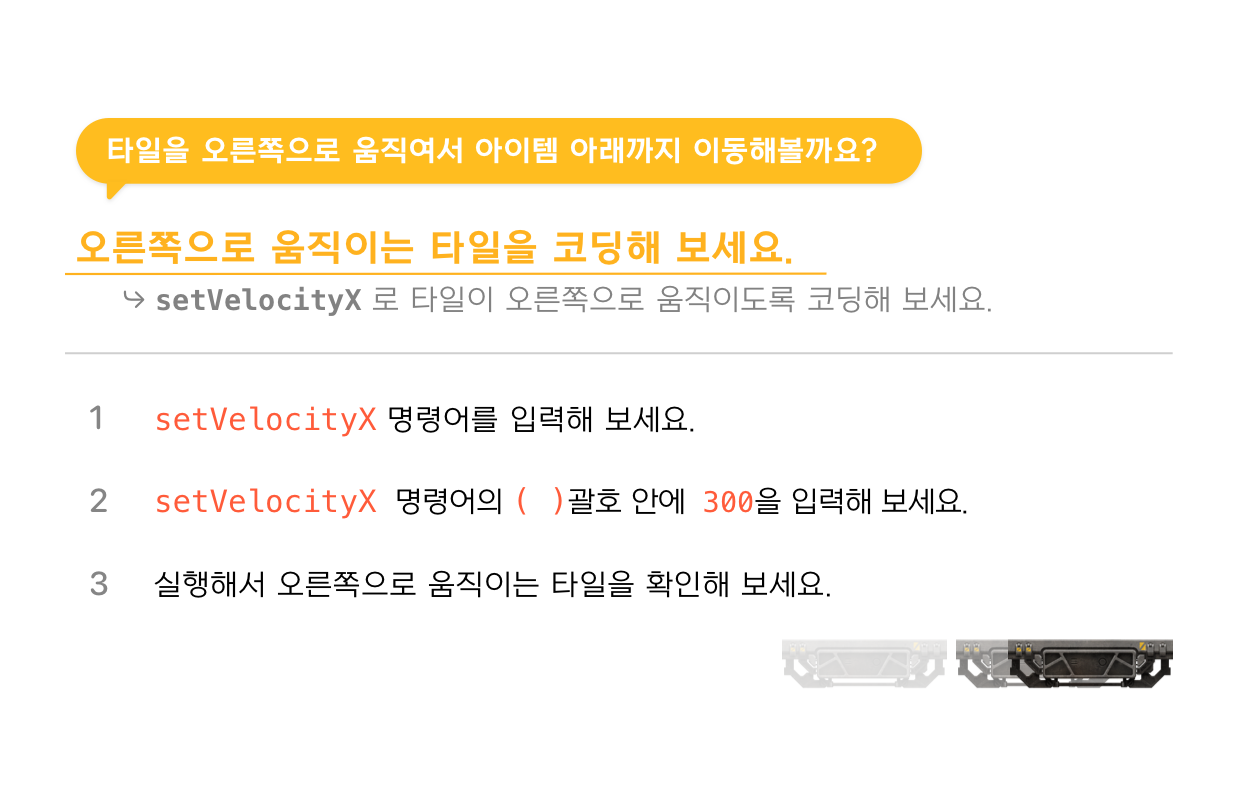 타일을 오른쪽으로 움직여서 아이템 아래까지 이동해볼까요?
오른쪽으로 움직이는 타일을 코딩해 보세요.
↪ setVelocityX 로 타일이 오른쪽으로 움직이도록 코딩해 보세요.
1 setVelocityX 명령어를 입력해 보세요.
2 setVelocityX 명령어의 ( )괄호 안에 300을 입력해 보세요.
3 실행해서 오른쪽으로 움직이는 타일을 확인해 보세요.